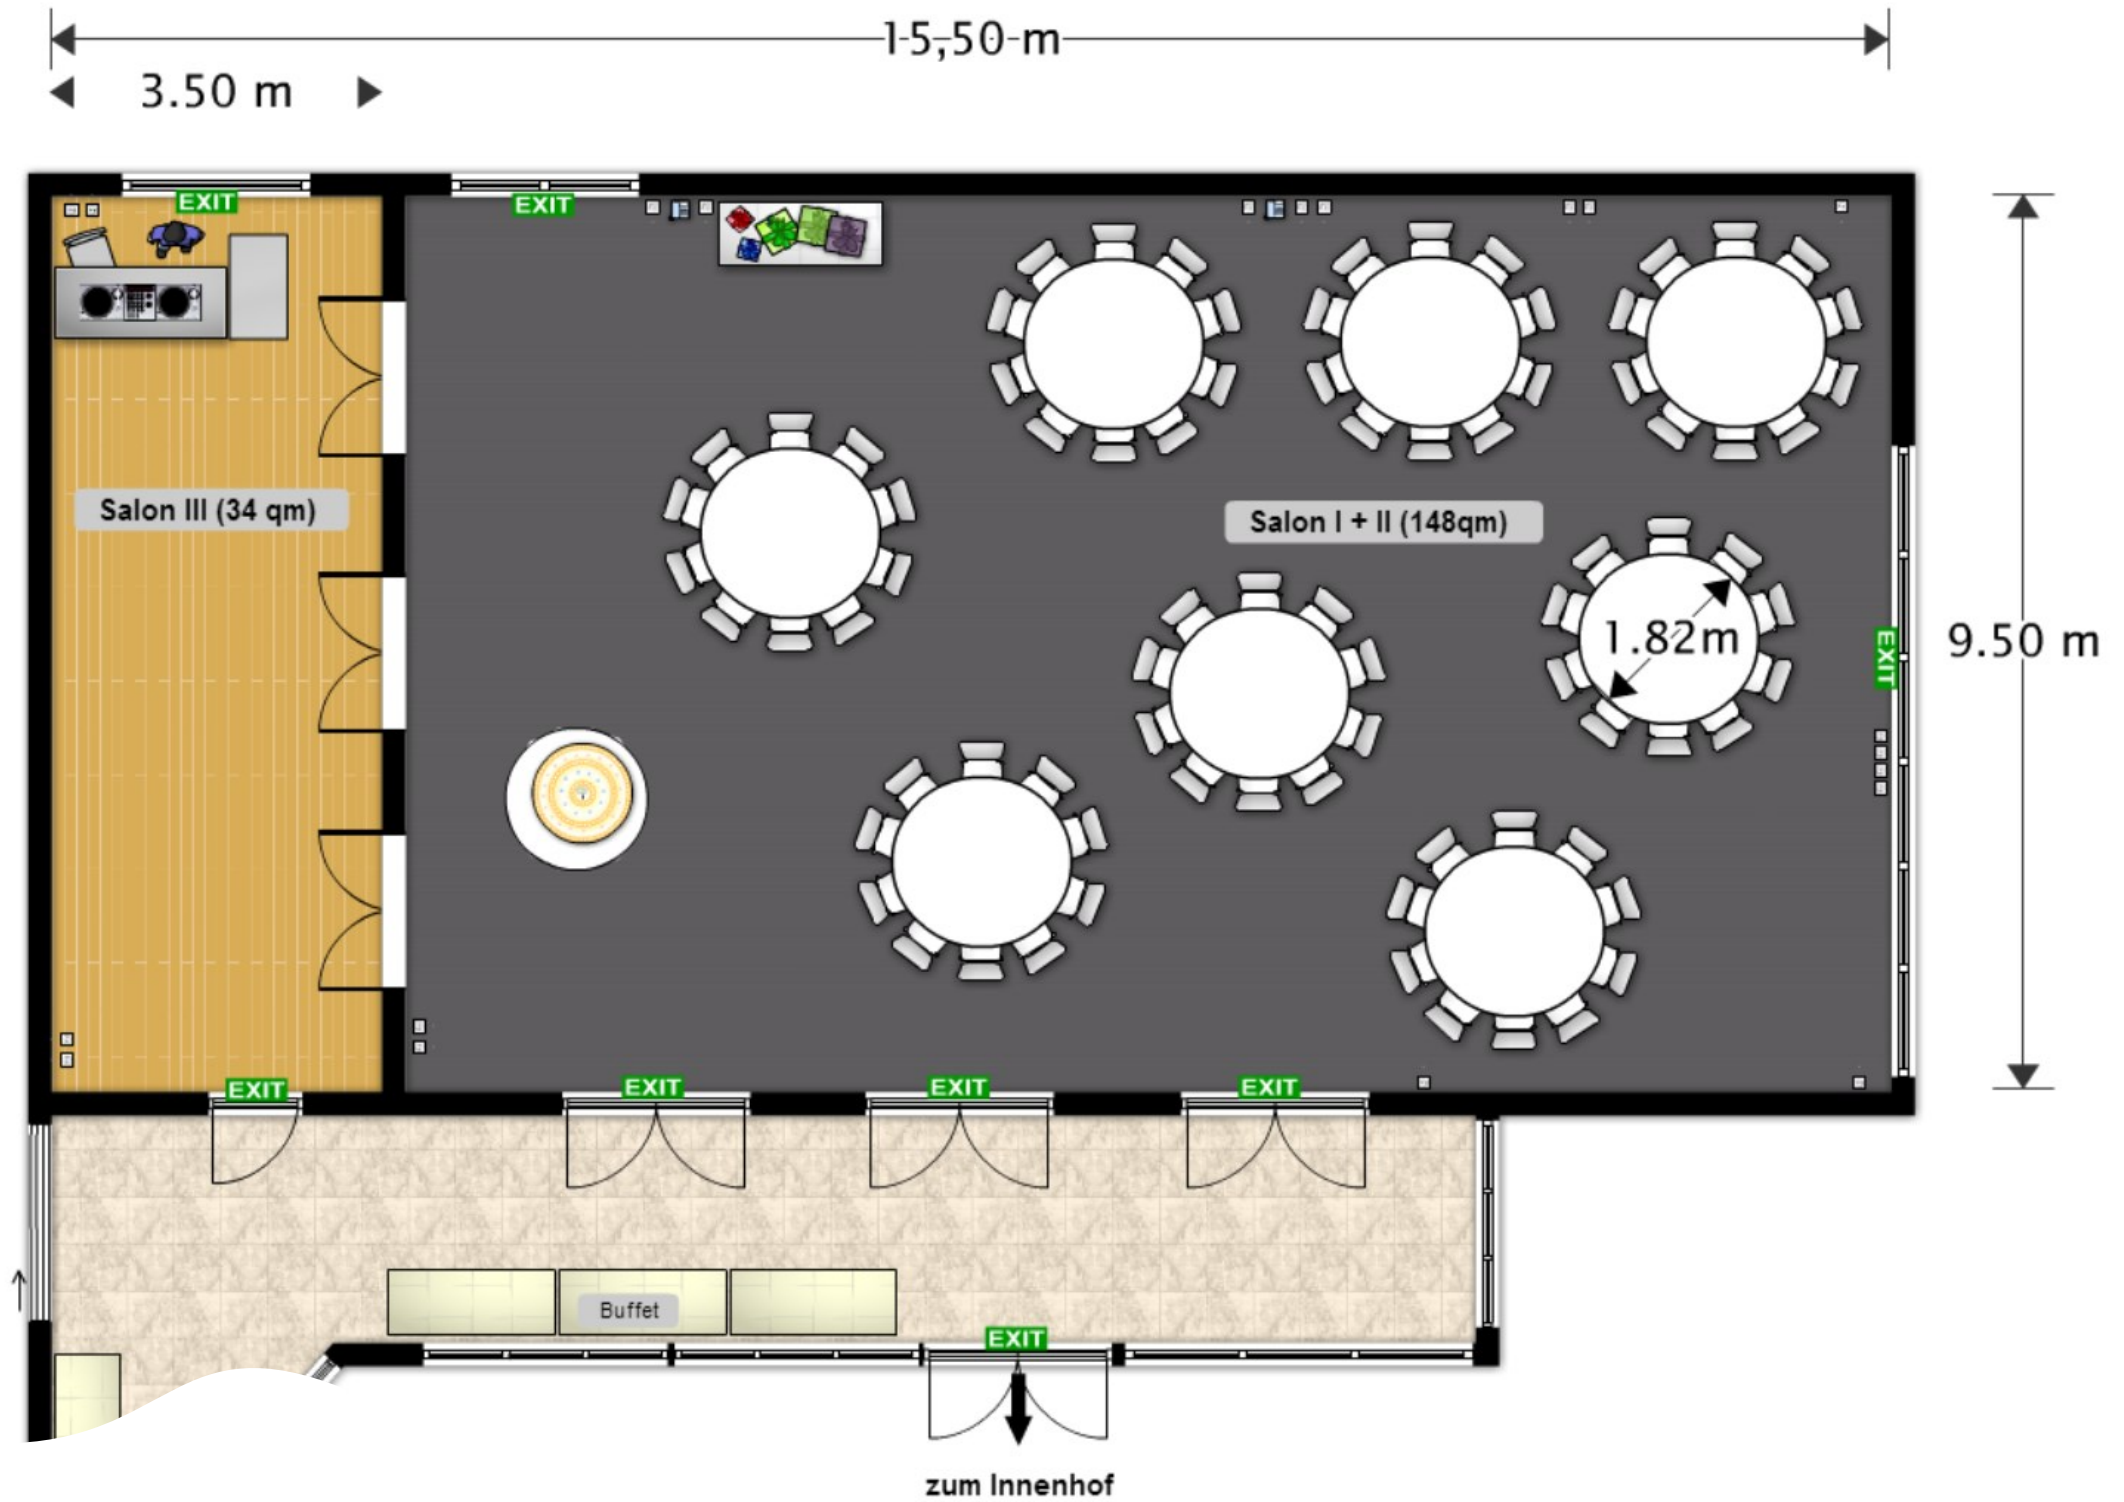 15,50 m
3.50 m
EXIT
EXIT
Salon III (34 qm)
Salon I + II (148qm)
1.82m
9.50 m
EXIT
EXIT
EXIT
EXIT
EXIT
Buffet
EXIT
zum Innenhof